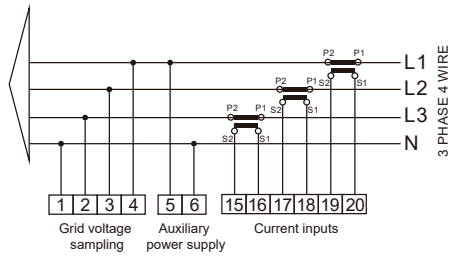 P2 P1
L1
P2 P1 S2 S1
L2
P2 P1 S2 S1
L3
S2 S1
N
3 PHASE 4 WIRE
1 2 3 4 5 6 15 16 17 18 19 20
Grid voltage sampling
Auxiliary power supply
Current inputs